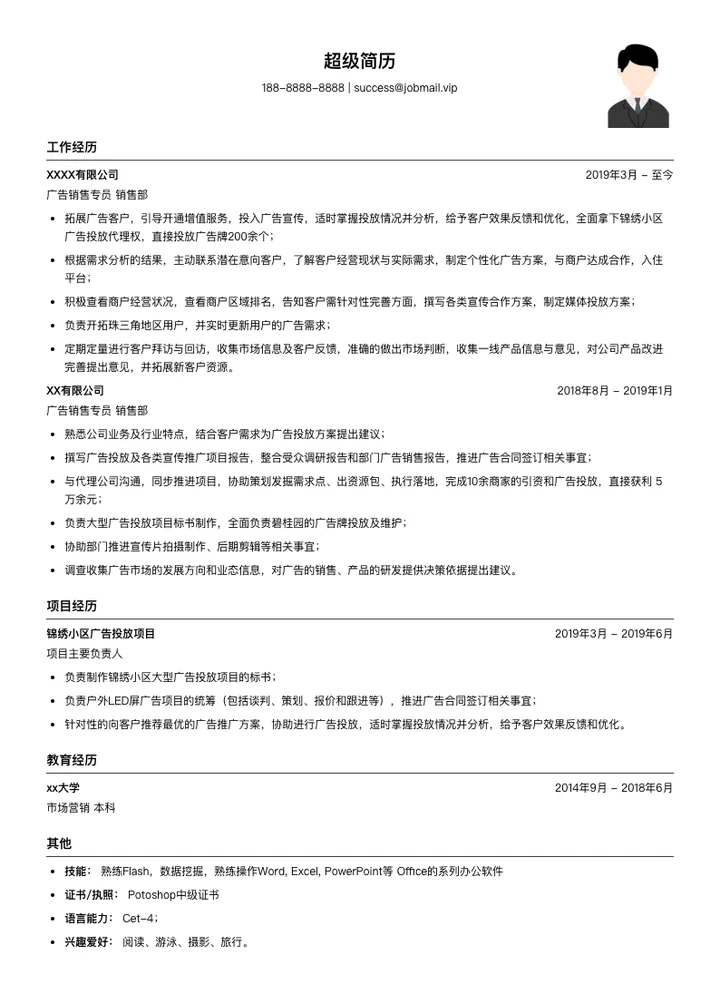 超级简历
188-8888-8888 | success@jobmail.vip
工作经历
XXXX有限公司 2019年3月 – 至今
广告销售专员 销售部
• 拓展广告客户，引导开通增值服务，投入广告宣传，适时掌握投放情况并分析，给予客户效果反馈和优化，全面拿下锦绣小区
广告投放代理权，直接投放广告牌200余个；
• 根据需求分析的结果，主动联系潜在意向客户，了解客户经营现状与实际需求，制定个性化广告方案，与商户达成合作，入住
平台；
• 积极查看商户经营状况，查看商户区域排名，告知客户需针对性完善方面，撰写各类宣传合作方案，制定媒体投放方案；
• 负责开拓珠三角地区用户，并实时更新用户的广告需求；
• 定期定量进行客户拜访与回访，收集市场信息及客户反馈，准确的做出市场判断，收集一线产品信息与意见，对公司产品改进
完善提出意见，并拓展新客户资源。
XX有限公司 2018年8月 – 2019年1月
广告销售专员 销售部
• 熟悉公司业务及行业特点，结合客户需求为广告投放方案提出建议；
• 撰写广告投放及各类宣传推广项目报告，整合受众调研报告和部门广告销售报告，推进广告合同签订相关事宜；
• 与代理公司沟通，同步推进项目，协助策划发掘需求点、出资源包、执行落地，完成10余商家的引资和广告投放，直接获利 5
万余元；
• 负责大型广告投放项目标书制作，全面负责碧桂园的广告牌投放及维护；
• 协助部门推进宣传片拍摄制作、后期剪辑等相关事宜；
• 调查收集广告市场的发展方向和业态信息，对广告的销售、产品的研发提供决策依据提出建议。
项目经历
锦绣小区广告投放项目 2019年3月 – 2019年6月
项目主要负责人
• 负责制作锦绣小区大型广告投放项目的标书；
• 负责户外LED屏广告项目的统筹（包括谈判、策划、报价和跟进等），推进广告合同签订相关事宜；
• 针对性的向客户推荐最优的广告推广方案，协助进行广告投放，适时掌握投放情况并分析，给予客户效果反馈和优化。
教育经历
xx大学 2014年9月 – 2018年6月
市场营销 本科
其他
• 技能： 熟练Flash，数据挖掘，熟练操作Word, Excel, PowerPoint等 Office的系列办公软件
• 证书/执照： Potoshop中级证书
• 语言能力： Cet-4；
• 兴趣爱好： 阅读、游泳、摄影、旅行。